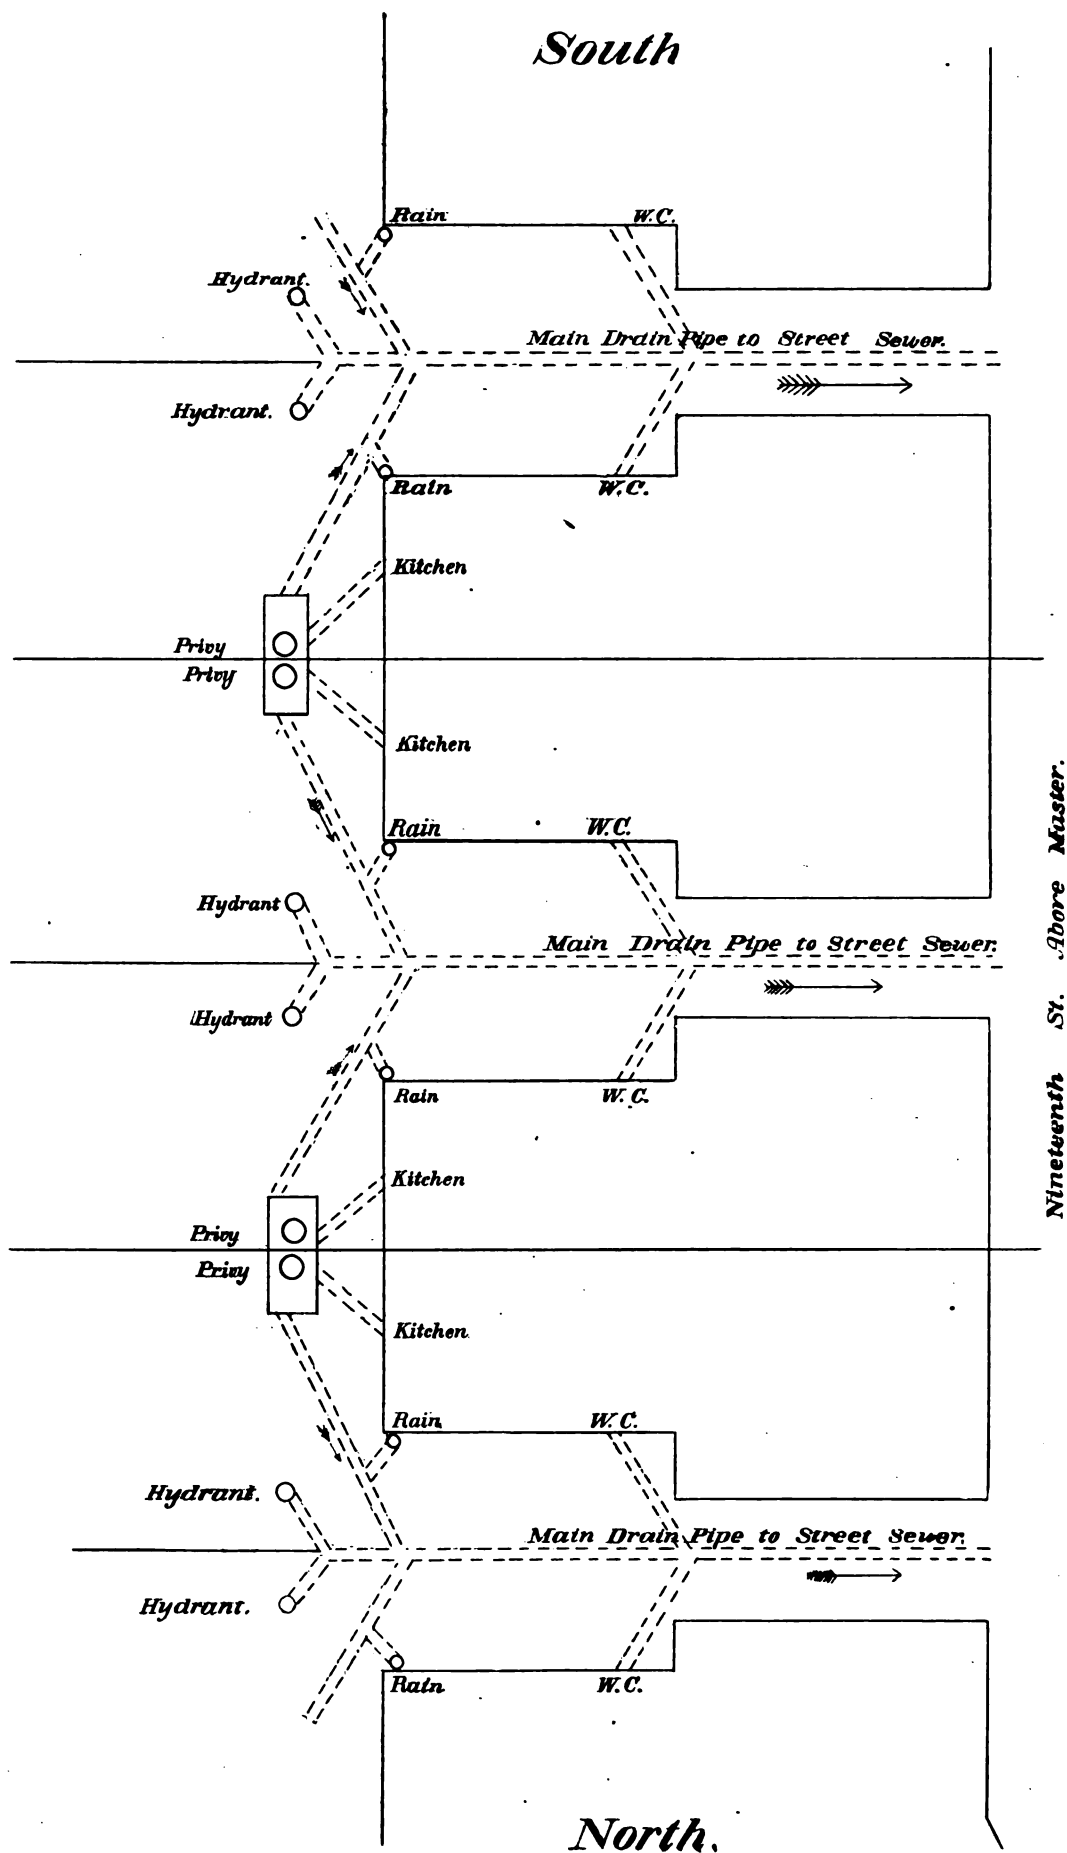 South
Rain
W.C.
Hydrant.
Main Drain Pipe to Street Sewer.
Hydrant.
Rain
W.C.
Kitchen
Privy
Privy
Kitchen
Rain
W.C.
Hydrant
Main Drain Pipe to Street Sewer.
Hydrant
Rain
W.C.
Nineteenth St. Above Master.
Kitchen
Privy
Privy
Kitchen
Rain
W.C.
Hydrant.
Main Drain Pipe to Street Sewer.
Hydrant.
Rain
W.C.
North.